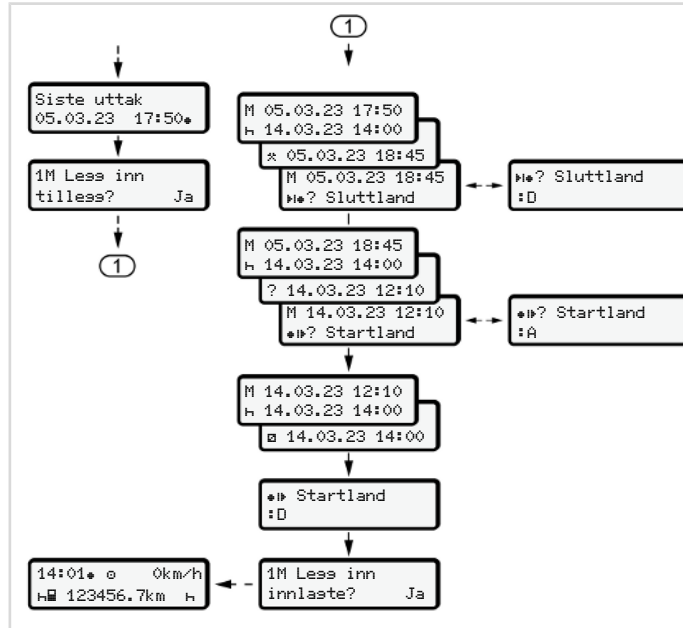 Siste uttak
05.03.23 17:50
1M Less inn
tilless? Ja
1
1
M 05.03.23 17:50
h 14.03.23 14:00
05.03.23 18:45
M 05.03.23 18:45
? Sluttland
? Sluttland
:D
M 05.03.23 18:45
h 14.03.23 14:00
? 14.03.23 12:10
M 14.03.23 12:10
? Startland
? Startland
:A
M 14.03.23 12:10
h 14.03.23 14:00
14.03.23 14:00
Startland
:D
1M Less inn
innlaste? Ja
14:01 0km/h
h 123456.7km h